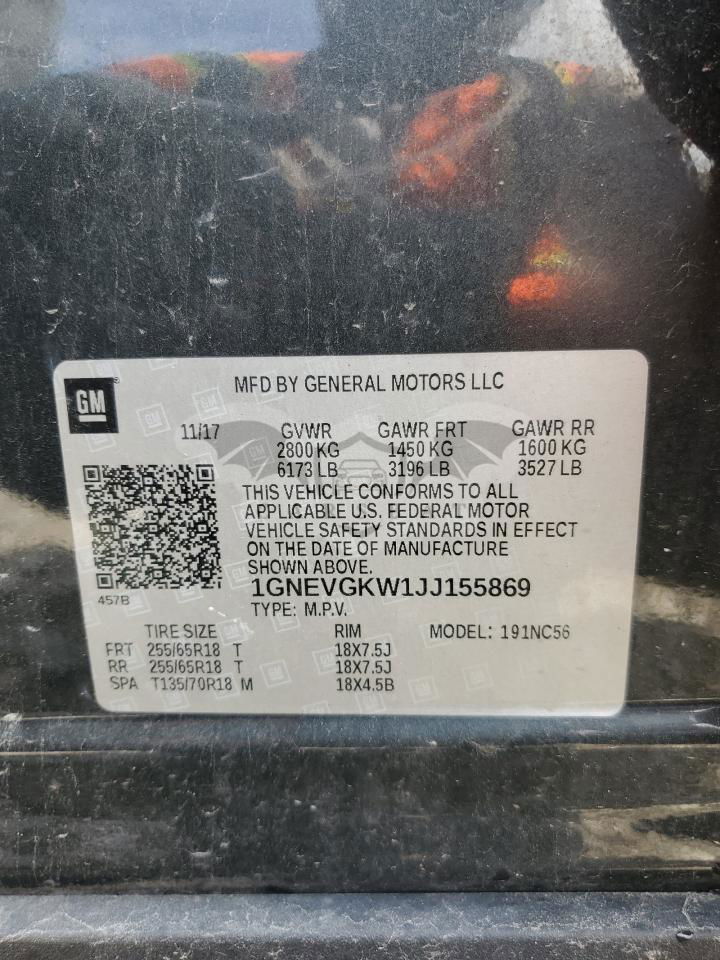 GM
MFD BY GENERAL MOTORS LLC
11/17 GVWR GAWR FRT GAWR RR
2800 KG 1450 KG 1600 KG
6173 LB 3196 LB 3527 LB
THIS VEHICLE CONFORMS TO ALL
APPLICABLE U.S. FEDERAL MOTOR
VEHICLE SAFETY STANDARDS IN EFFECT
ON THE DATE OF MANUFACTURE
SHOWN ABOVE.
457B
1GNEVGKW1JJ155869
TYPE: M.P.V.
TIRE SIZE RIM MODEL: 191NC56
FRT 255/65R18 T 18X7.5J
RR 255/65R18 T 18X7.5J
SPA T135/70R18 M 18X4.5B